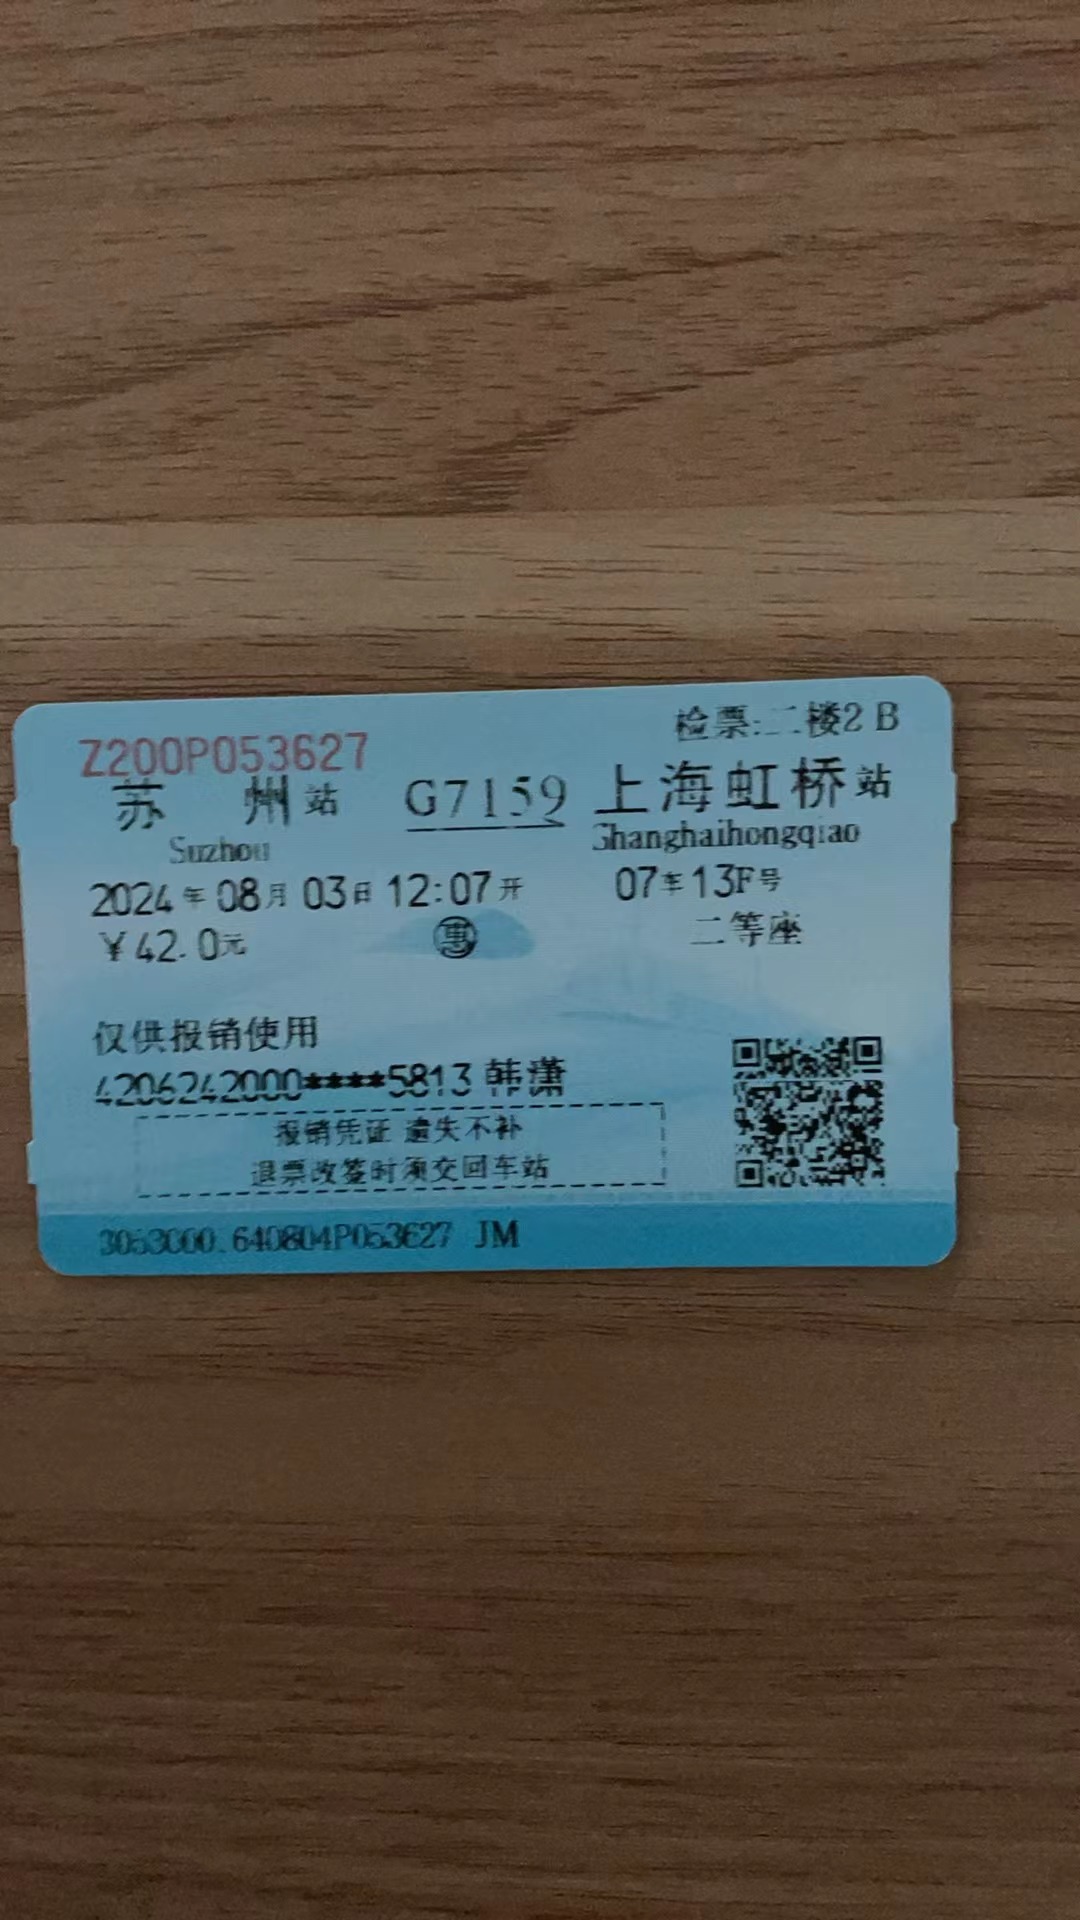 检票:二楼2 B
Z200P053627
苏州站 G7159 上海虹桥站
Suzhou Shanghaihongqiao
2024年08月03日12:07开 07车13F号
￥42.0元 惠 二等座
仅供报销使用
4206242000****5813 韩潇
报销凭证 遗失不补
退票改签时须交回车站
JM